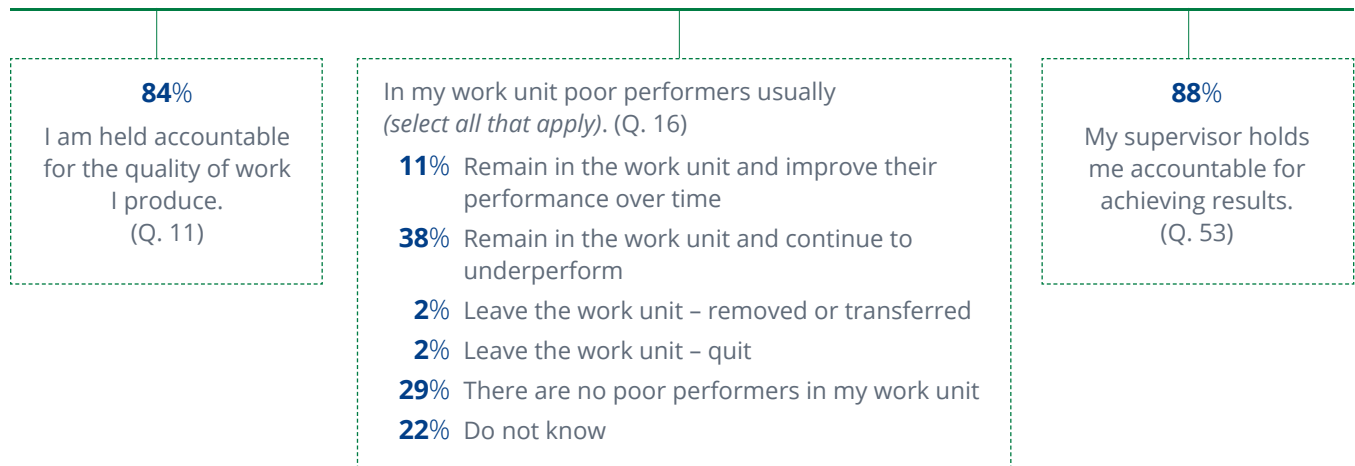 84%
I am held accountable
for the quality of work
I produce.
(Q. 11)
In my work unit poor performers usually
(select all that apply). (Q. 16)
11% Remain in the work unit and improve their
performance over time
38% Remain in the work unit and continue to
underperform
2% Leave the work unit – removed or transferred
2% Leave the work unit – quit
29% There are no poor performers in my work unit
22% Do not know
88%
My supervisor holds
me accountable for
achieving results.
(Q. 53)